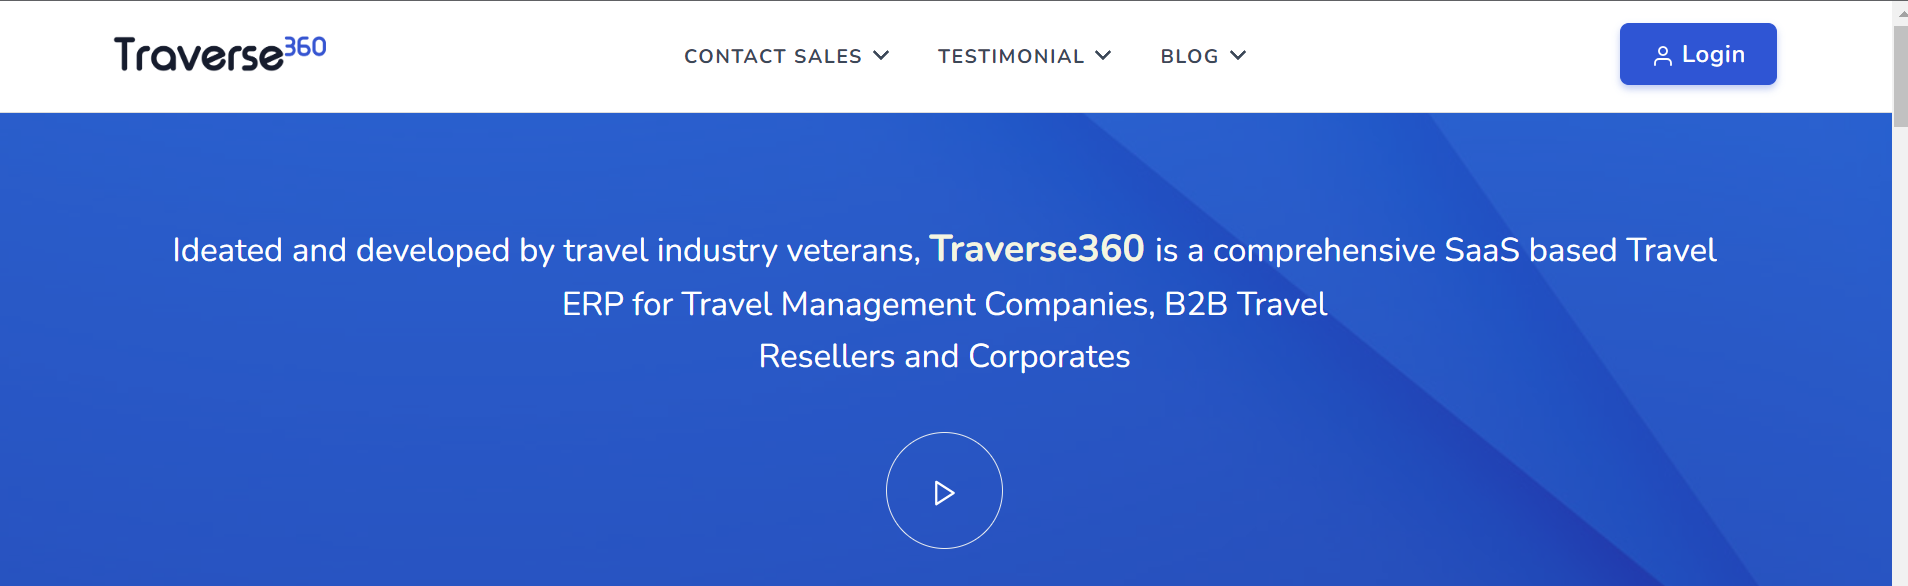 Traverse360
CONTACT SALES
TESTIMONIAL
BLOG
Login
Ideated and developed by travel industry veterans, Traverse360 is a comprehensive SaaS based Travel
ERP for Travel Management Companies, B2B Travel
Resellers and Corporates